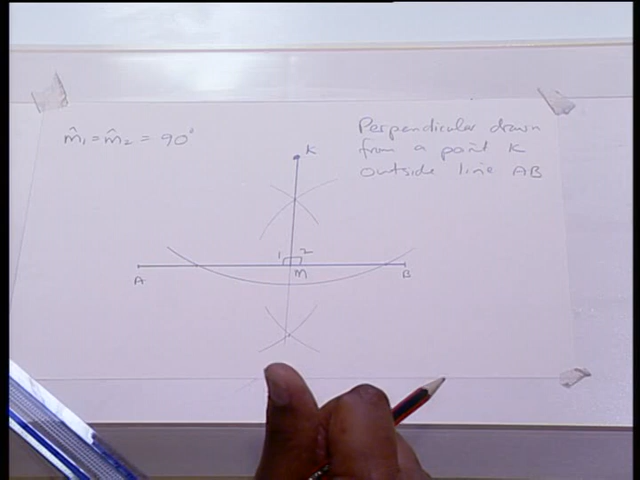 m̂₁ = m̂₂ = 90°
Perpendicular drawn
from a point K
outside line AB
K
1 2
A
m
B